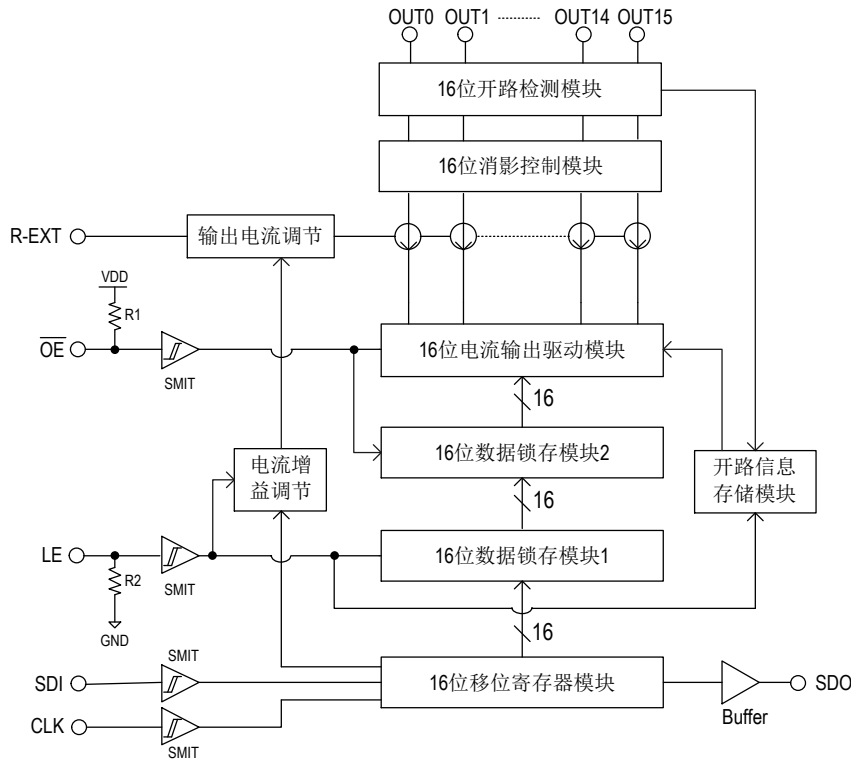 OUT0 OUT1 ........ OUT14 OUT15
16位开路检测模块
16位消影控制模块
R-EXT
输出电流调节
VDD
R1
OE
SMIT
16位电流输出驱动模块
16
16位数据锁存模块2
电流增
益调节
开路信息
存储模块
16
LE
SMIT
16位数据锁存模块1
R2
GND
16
SDI
SMIT
16位移位寄存器模块
SDO
Buffer
CLK
SMIT